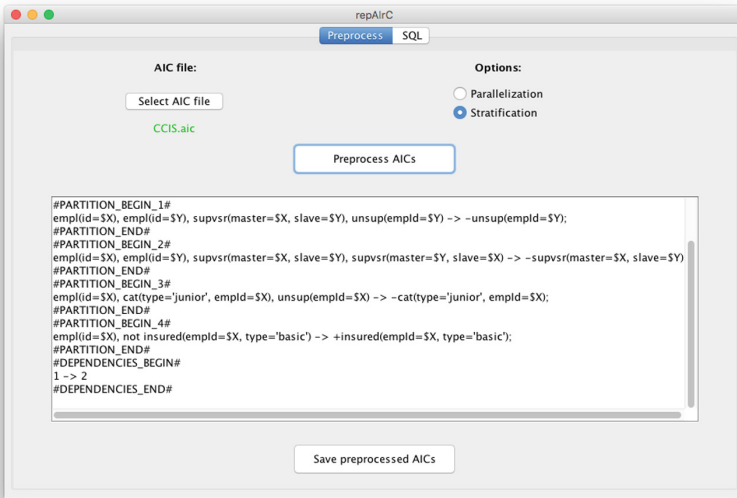 repAIrC
Preprocess SQL
AIC file: Options:
Select AIC file
Parallelization
Stratification
CCIS.aic
Preprocess AICs
#PARTITION_BEGIN_1#
empl(id=$X), empl(id=$Y), supvsr(master=$X, slave=$Y), unsup(empId=$Y) -> -unsup(empId=$Y);
#PARTITION_END#
#PARTITION_BEGIN_2#
empl(id=$X), empl(id=$Y), supvsr(master=$X, slave=$Y), supvsr(master=$Y, slave=$X) -> -supvsr(master=$X, slave=$Y)
#PARTITION_END#
#PARTITION_BEGIN_3#
empl(id=$X), cat(type='junior', empId=$X), unsup(empId=$X) -> -cat(type='junior', empId=$X);
#PARTITION_END#
#PARTITION_BEGIN_4#
empl(id=$X), not insured(empId=$X, type='basic') -> +insured(empId=$X, type='basic');
#PARTITION_END#
#DEPENDENCIES_BEGIN#
1 -> 2
#DEPENDENCIES_END#
Save preprocessed AICs